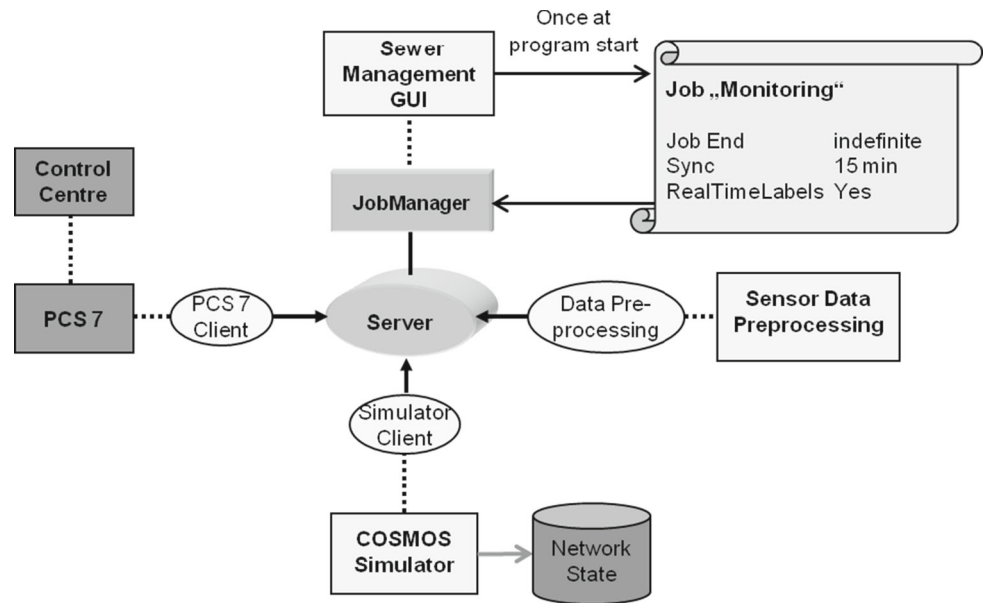 Once at
program start
Sewer
Management
GUI
Job „Monitoring“
Job End indefinite
Sync 15 min
RealTimeLabels Yes
Control
Centre
JobManager
PCS 7
PCS 7
Client
Server
Data Pre-
processing
Sensor Data
Preprocessing
Simulator
Client
COSMOS
Simulator
Network
State